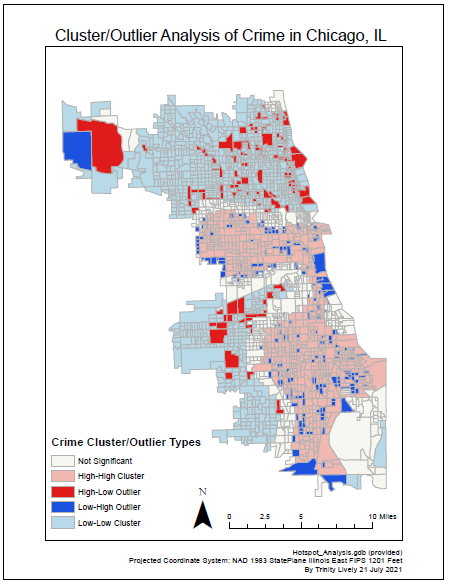 Cluster/Outlier Analysis of Crime in Chicago, IL
Crime Cluster/Outlier Types
Not Significant
High-High Cluster
High-Low Outlier
Low-High Outlier
Low-Low Cluster
N
0 2.5 5 10 Miles
Hotspot_Analysis.gdb (provided)
Projected Coordinate System: NAD 1983 StatePlane Illinois East FIPS 1201 Feet
By Trinity Lively 21 July 2021